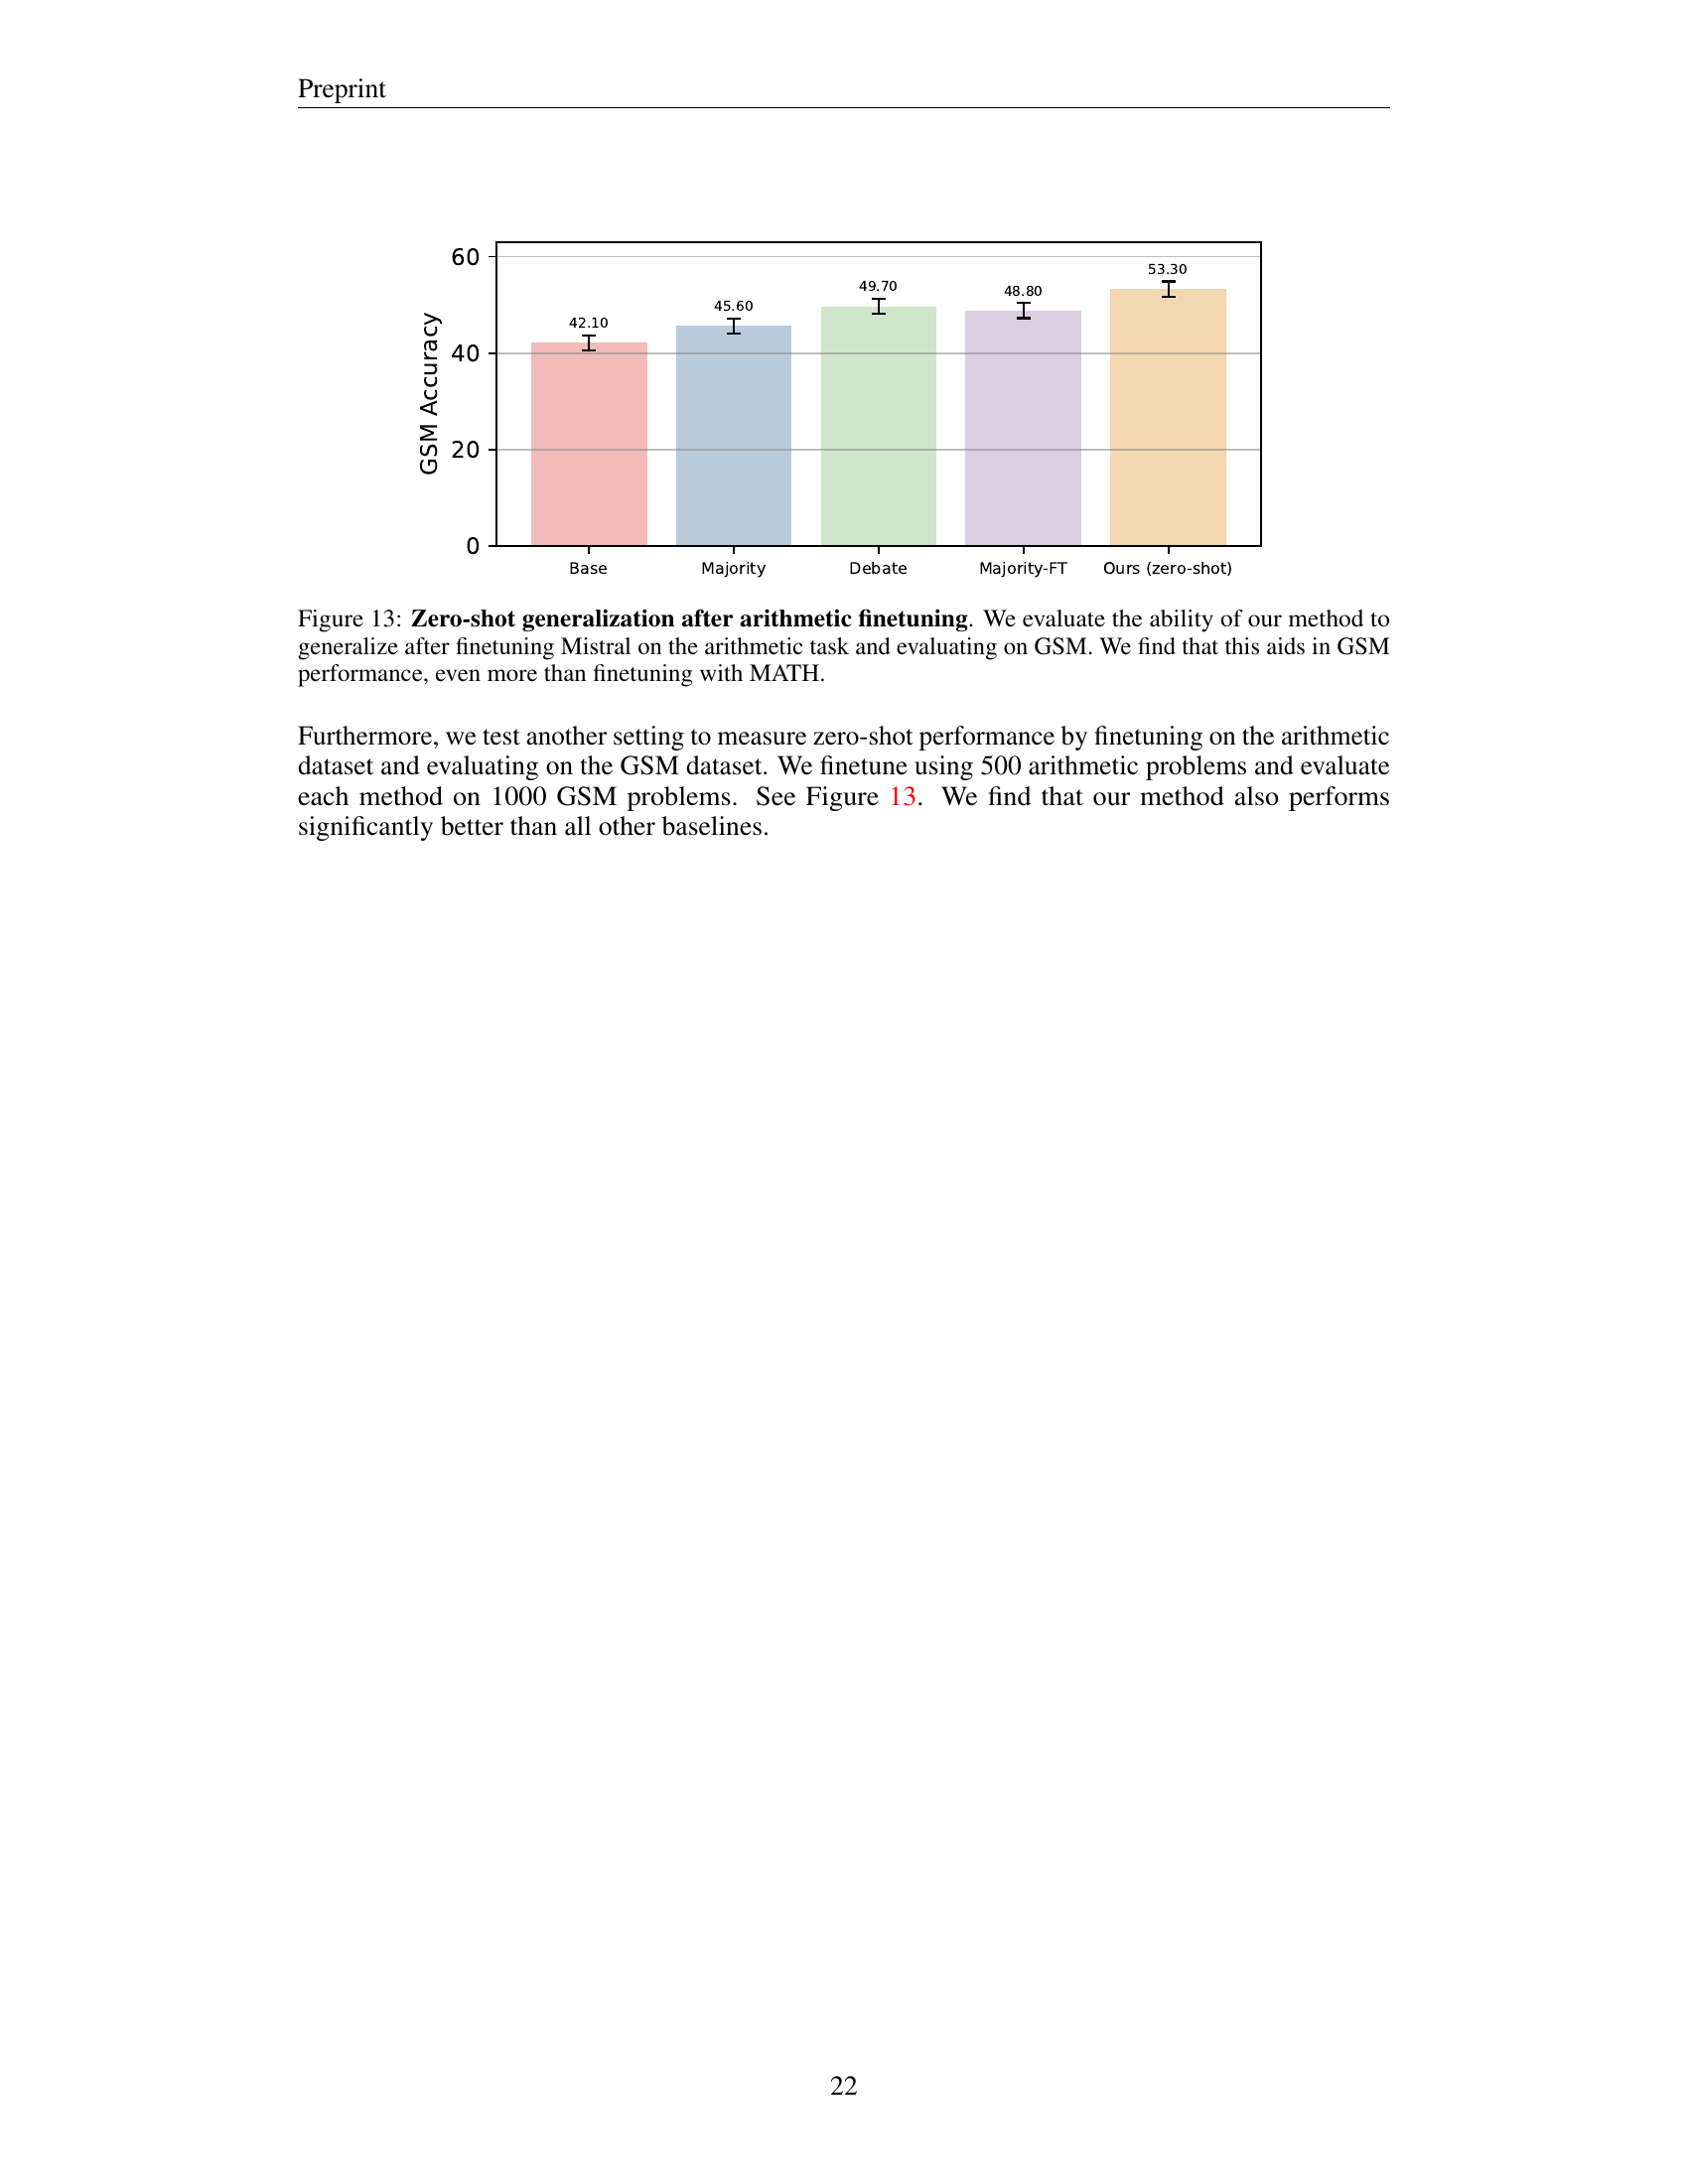 Preprint
60
40
20
0
GSM Accuracy
42.10
45.60
49.70
48.80
53.30
Base
Majority
Debate
Majority-FT
Ours (zero-shot)
Figure 13: Zero-shot generalization after arithmetic finetuning. We evaluate the ability of our method to
generalize after finetuning Mistral on the arithmetic task and evaluating on GSM. We find that this aids in GSM
performance, even more than finetuning with MATH.
Furthermore, we test another setting to measure zero-shot performance by finetuning on the arithmetic
dataset and evaluating on the GSM dataset. We finetune using 500 arithmetic problems and evaluate
each method on 1000 GSM problems. See Figure 13. We find that our method also performs
significantly better than all other baselines.
22